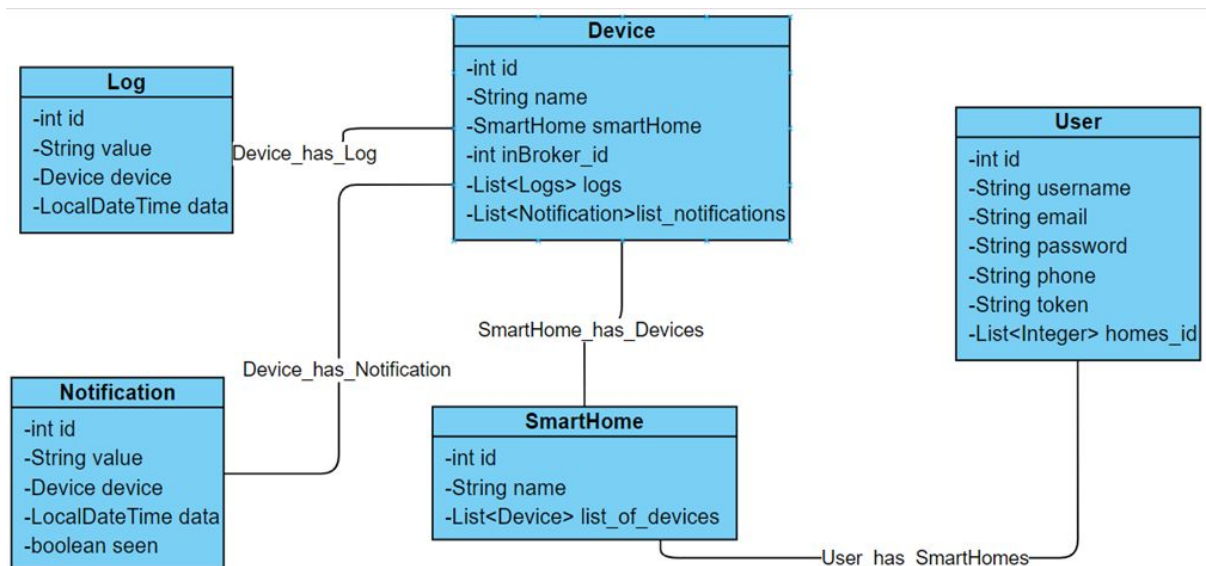 Device
-int id
-String name
-SmartHome smartHome
-int inBroker_id
-List<Logs> logs
-List<Notification>list_notifications
Log
-int id
-String value
-Device device
-LocalDateTime data
Device_has_Log
User
-int id
-String username
-String email
-String password
-String phone
-String token
-List<Integer> homes_id
SmartHome_has_Devices
Device_has_Notification
Notification
-int id
-String value
-Device device
-LocalDateTime data
-boolean seen
SmartHome
-int id
-String name
-List<Device> list_of_devices
User_has_SmartHomes